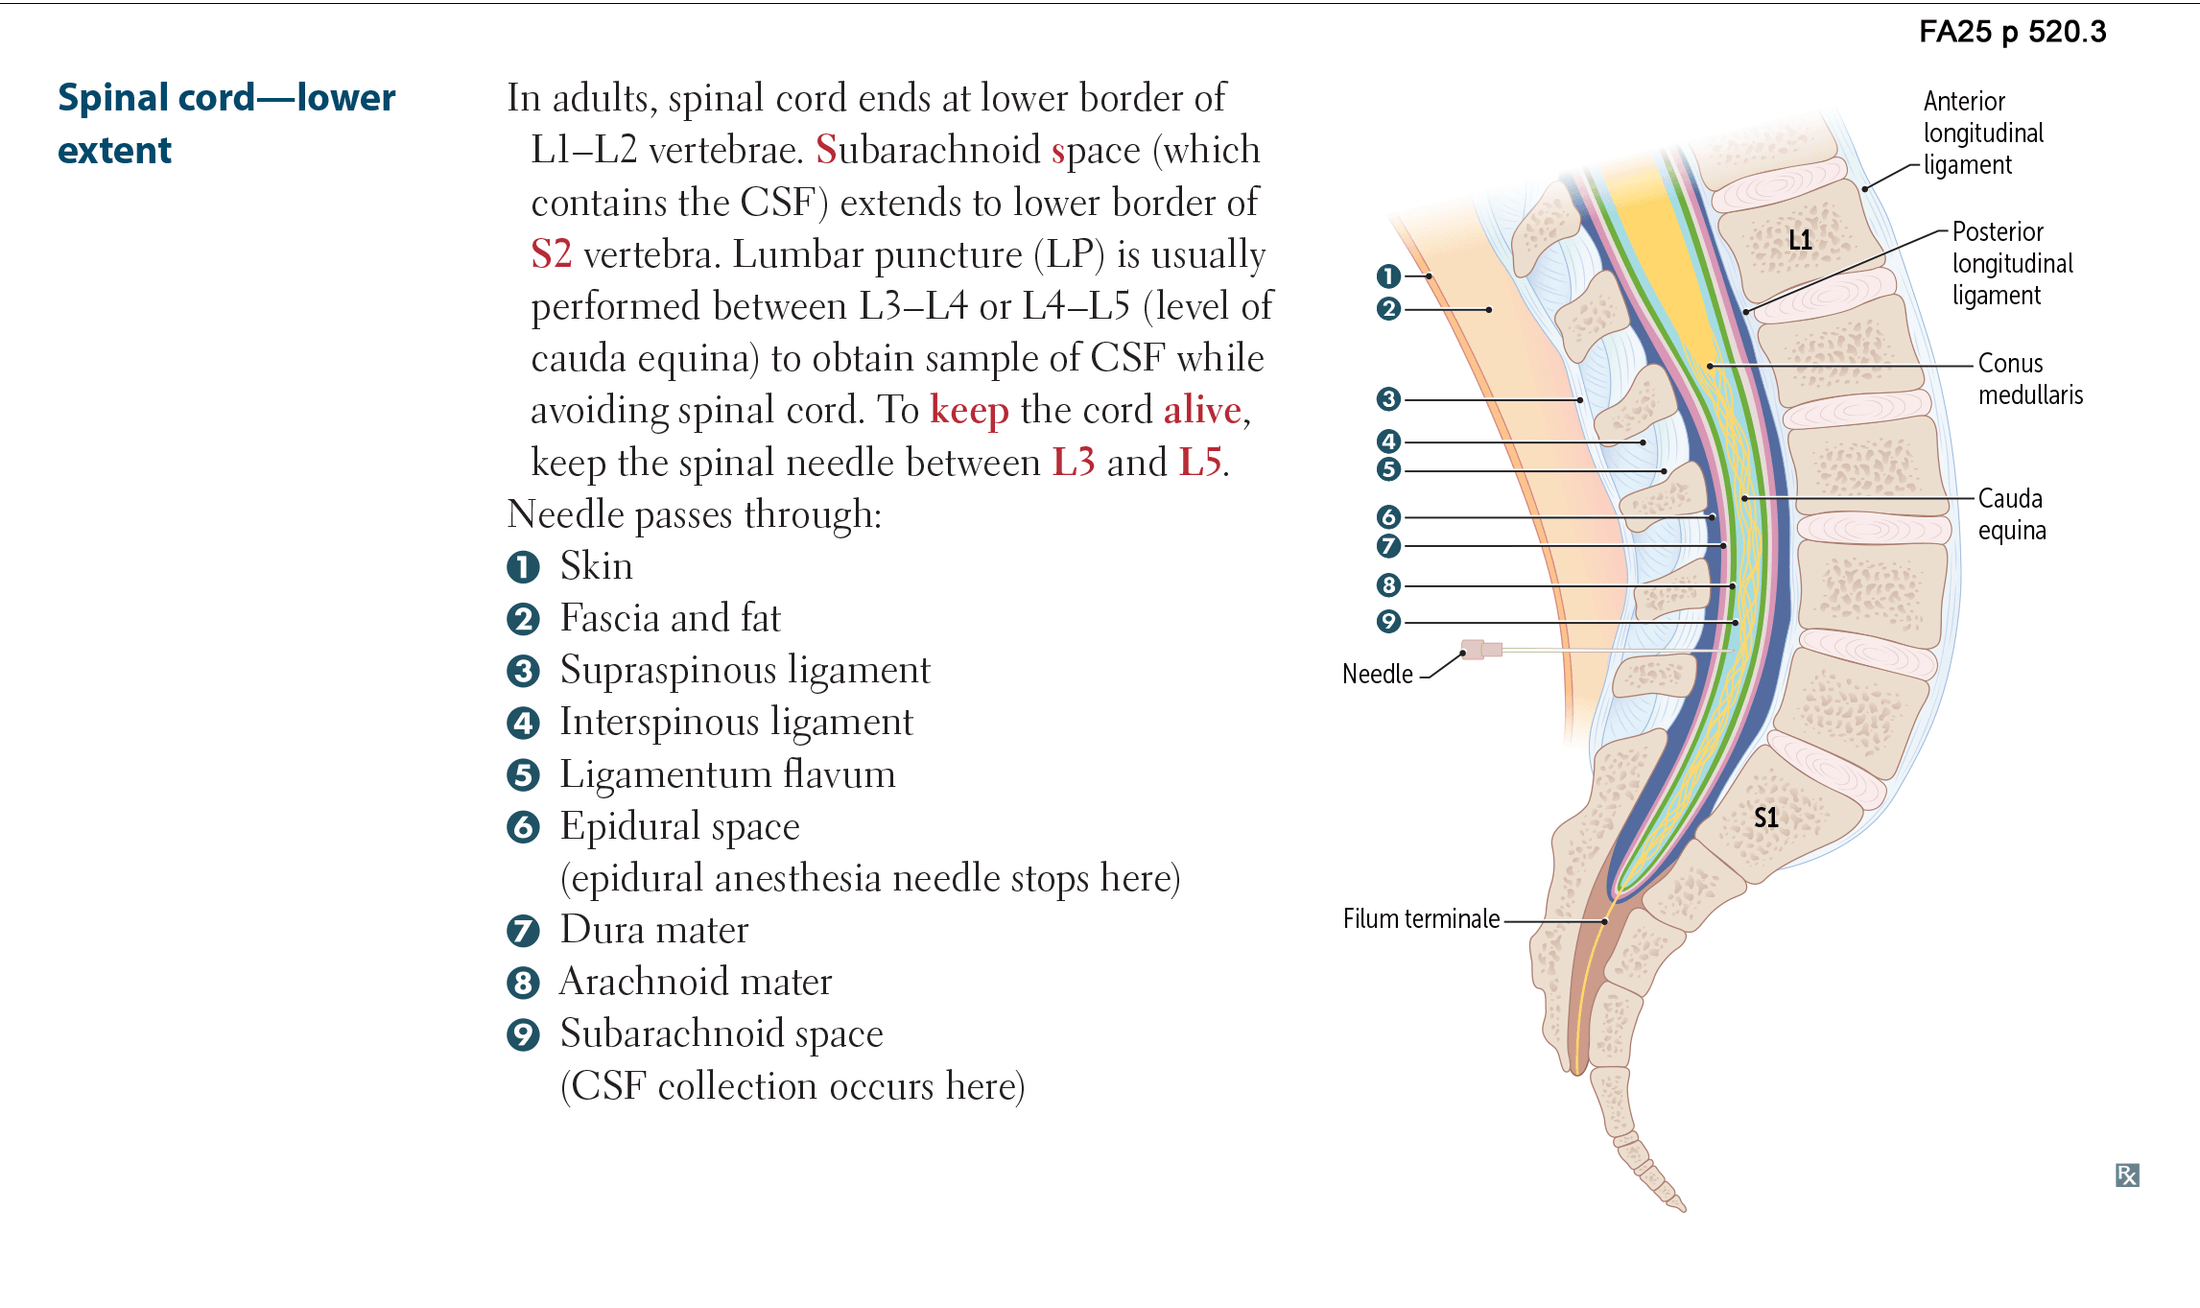 FA25 p 520.3
Spinal cord—lower
extent
In adults, spinal cord ends at lower border of
L1–L2 vertebrae. Subarachnoid space (which
contains the CSF) extends to lower border of
S2 vertebra. Lumbar puncture (LP) is usually
performed between L3–L4 or L4–L5 (level of
cauda equina) to obtain sample of CSF while
avoiding spinal cord. To keep the cord alive,
keep the spinal needle between L3 and L5.
Needle passes through:
1 Skin
2 Fascia and fat
3 Supraspinous ligament
4 Interspinous ligament
5 Ligamentum flavum
6 Epidural space
(epidural anesthesia needle stops here)
7 Dura mater
8 Arachnoid mater
9 Subarachnoid space
(CSF collection occurs here)
Anterior
longitudinal
ligament
L1
Posterior
longitudinal
ligament
1
2
Conus
medullaris
3
4
5
Cauda
equina
6
7
8
9
Needle
S1
Filum terminale
Rx